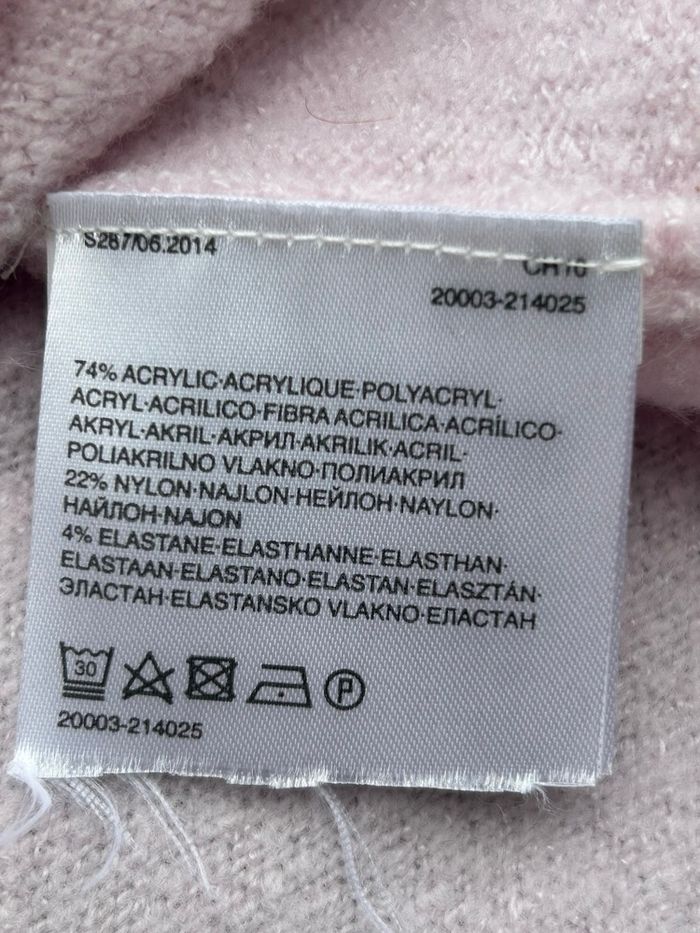 S287/06.2014
CR10
20003-214025
74% ACRYLIC·ACRYLIQUE·POLYACRYL·
ACRYL·ACRILICO·FIBRA ACRILICA·ACRÍLICO·
AKRYL·AKRIL·АКРИЛ·AKRILIK·ACRIL·
POLIAKRILNO VLAKNO·ПОЛИАКРИЛ
22% NYLON·NAJLON·НЕЙЛОН·NAYLON·
НАЙЛОН·NAJON
4% ELASTANE·ELASTHANNE·ELASTHAN·
ELASTAAN·ELASTANO·ELASTAN·ELASZTÁN·
ЭЛАСТАН·ELASTANSKO VLAKNO·ЕЛАСТАН
30 P
20003-214025